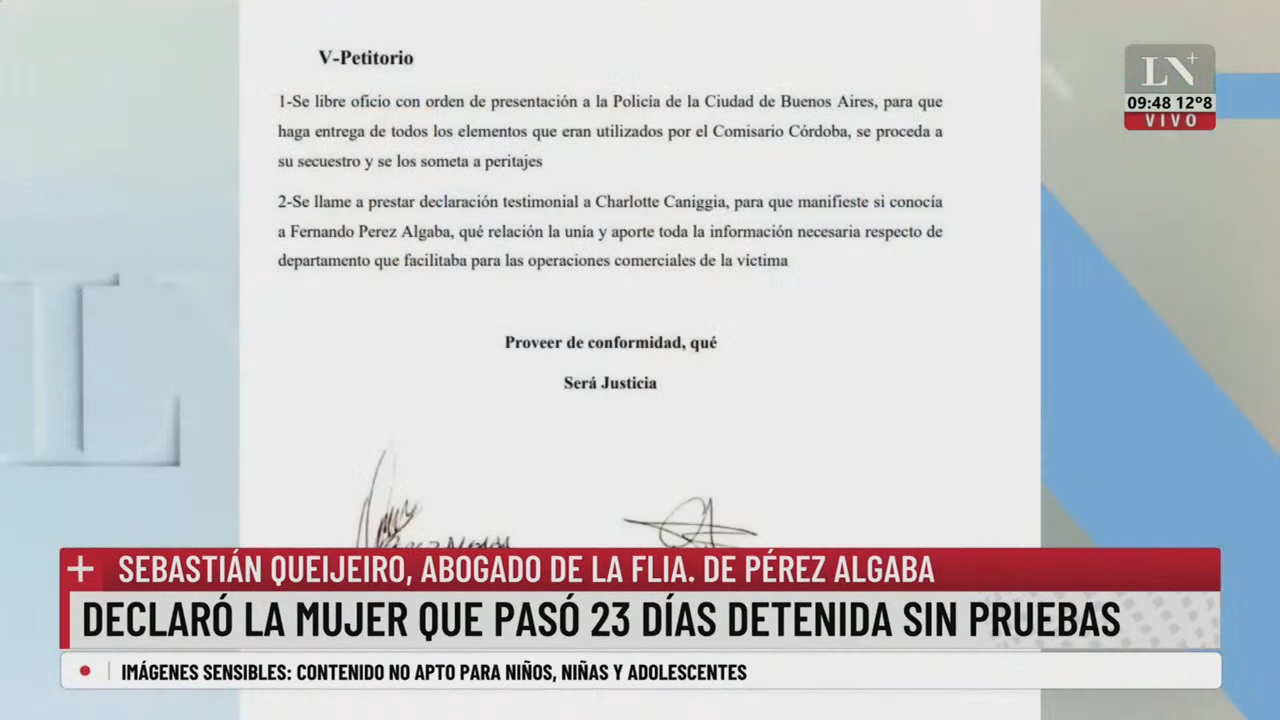 V-Petitorio
1-Se libre oficio con orden de presentación a la Policía de la Ciudad de Buenos Aires, para que
haga entrega de todos los elementos que eran utilizados por el Comisario Córdoba, se proceda a
su secuestro y se los someta a peritajes
2-Se llame a prestar declaración testimonial a Charlotte Caniggia, para que manifieste si conocía
a Fernando Perez Algaba, qué relación la unía y aporte toda la información necesaria respecto de
departamento que facilitaba para las operaciones comerciales de la víctima
Proveer de conformidad, qué
Será Justicia
LN+
09:48 12°8
VIVO
L
SEBASTIÁN QUEIJEIRO, ABOGADO DE LA FLIA. DE PÉREZ ALGABA
DECLARÓ LA MUJER QUE PASÓ 23 DÍAS DETENIDA SIN PRUEBAS
IMÁGENES SENSIBLES: CONTENIDO NO APTO PARA NIÑOS, NIÑAS Y ADOLESCENTES